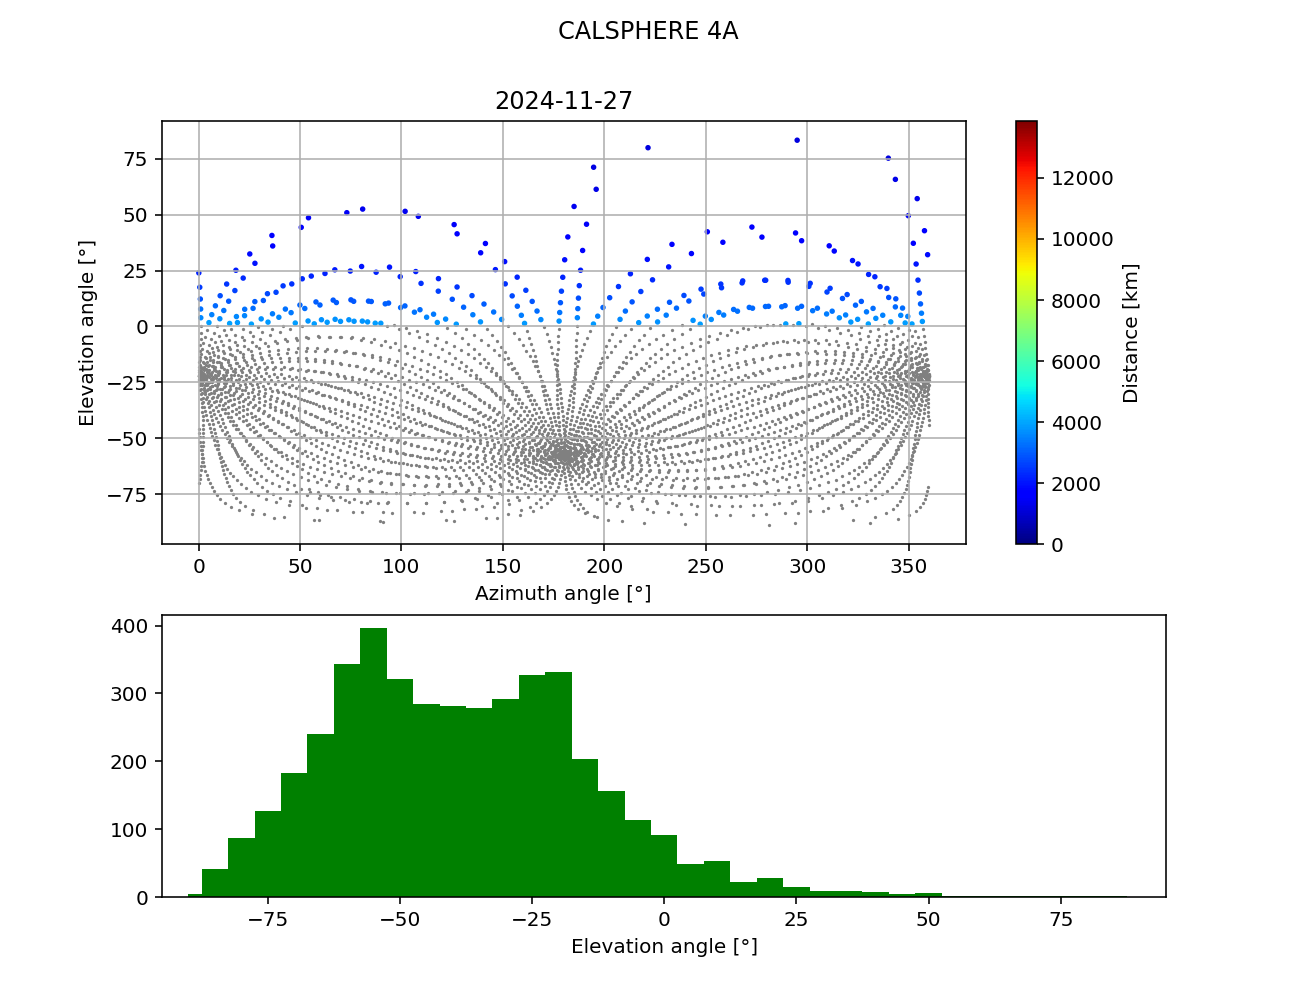 CALSPHERE 4A
2024-11-27
75
50
25
0
−25
−50
−75
Elevation angle [°]
0 50 100 150 200 250 300 350
Azimuth angle [°]
12000
10000
8000
6000
4000
2000
0
Distance [km]
400
300
200
100
0
−75 −50 −25 0 25 50 75
Elevation angle [°]